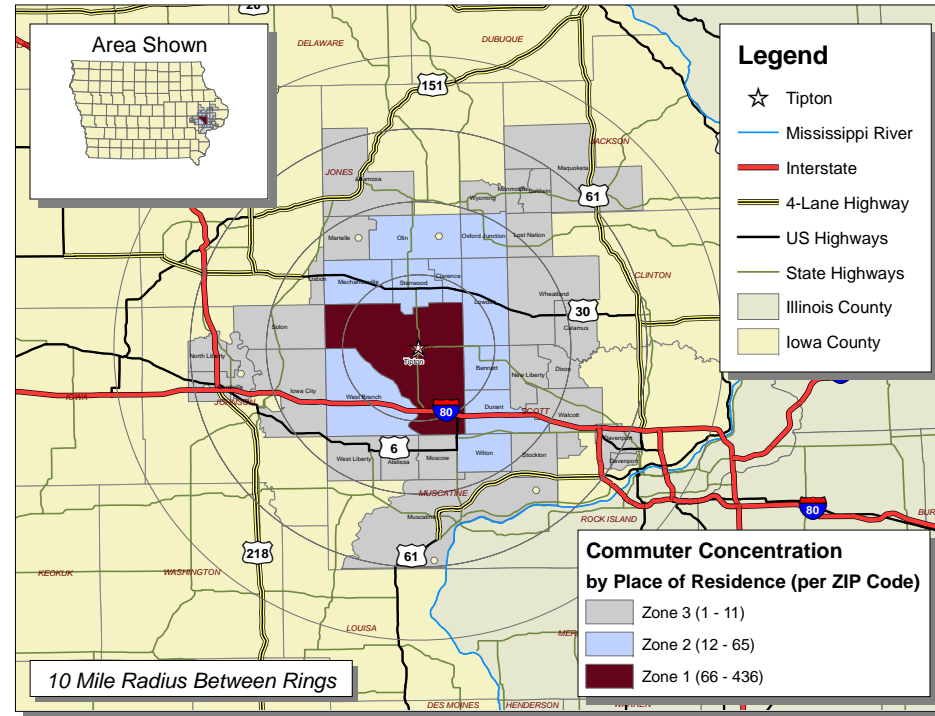 Area Shown
20
DELAWARE
DUBUQUE
151
JACKSON
JONES
Anamosa
Maquoketa
Monmouth
Baldwin
Wyoming
61
Martelle
Olin
Oxford Junction
Lost Nation
CLINTON
Lisbon
Mechanicsville
Stanwood
Clarence
Lowden
Wheatland
30
Calamus
Solon
Tipton
North Liberty
Bennett
New Liberty
Dixon
IOWA
JOHNSON
Iowa City
West Branch
80
Durant
SCOTT
Walcott
6
Davenport
Davenport
West Liberty
Atalissa
Moscow
Wilton
Stockton
MUSCATINE
Muscatine
ROCK ISLAND
80
218
61
KEOKUK
WASHINGTON
LOUISA
DES MOINES
HENDERSON
10 Mile Radius Between Rings
Legend
Tipton
Mississippi River
Interstate
4-Lane Highway
US Highways
State Highways
Illinois County
Iowa County
Commuter Concentration
by Place of Residence (per ZIP Code)
Zone 3 (1 - 11)
Zone 2 (12 - 65)
Zone 1 (66 - 436)